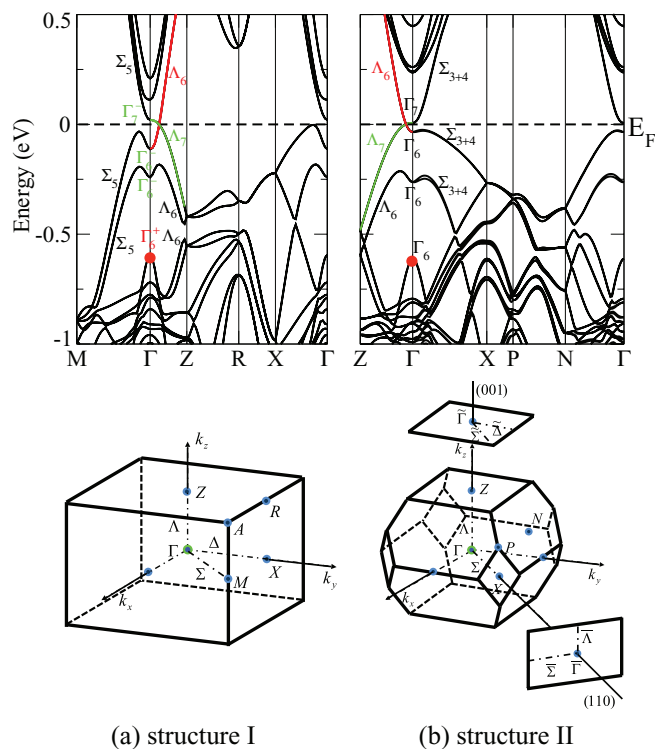 0.5
0
-0.5
-1
Energy (eV)
Σ5
Λ6
Γ7-
Λ7
Γ6-
Γ6-
Σ5
Λ6
Γ6+
Λ6
Σ5
M Γ Z R X Γ
Λ6
Σ3+4
Γ7
EF
Λ7
Γ6
Σ3+4
Γ6
Σ3+4
Λ6
Γ6
Z Γ X P N Γ
kz
Z
R
A
Λ
Γ
Δ
X
Σ
M
ky
kx
(001)
Γ̃
Σ̃
Δ̃
kz
Z
N
Λ
P
Γ
Σ
X
ky
kx
Λ̄
Σ̄
Γ̄
(110)
(a) structure I
(b) structure II